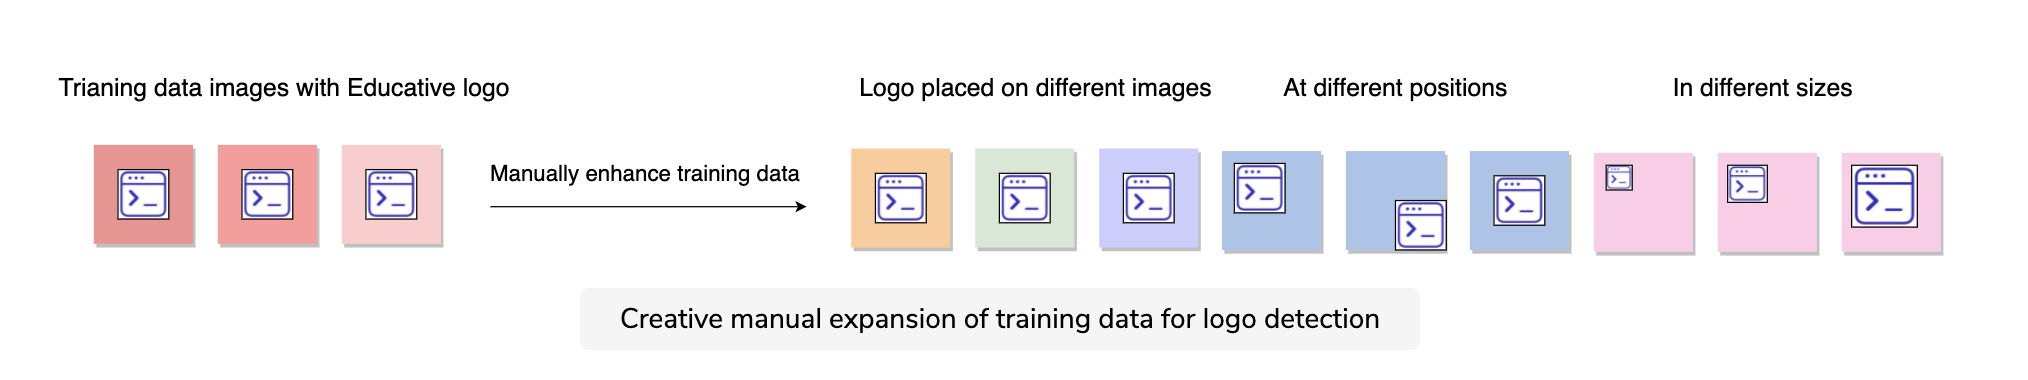 Trianing data images with Educative logo
Logo placed on different images
At different positions
In different sizes
Manually enhance training data
Creative manual expansion of training data for logo detection